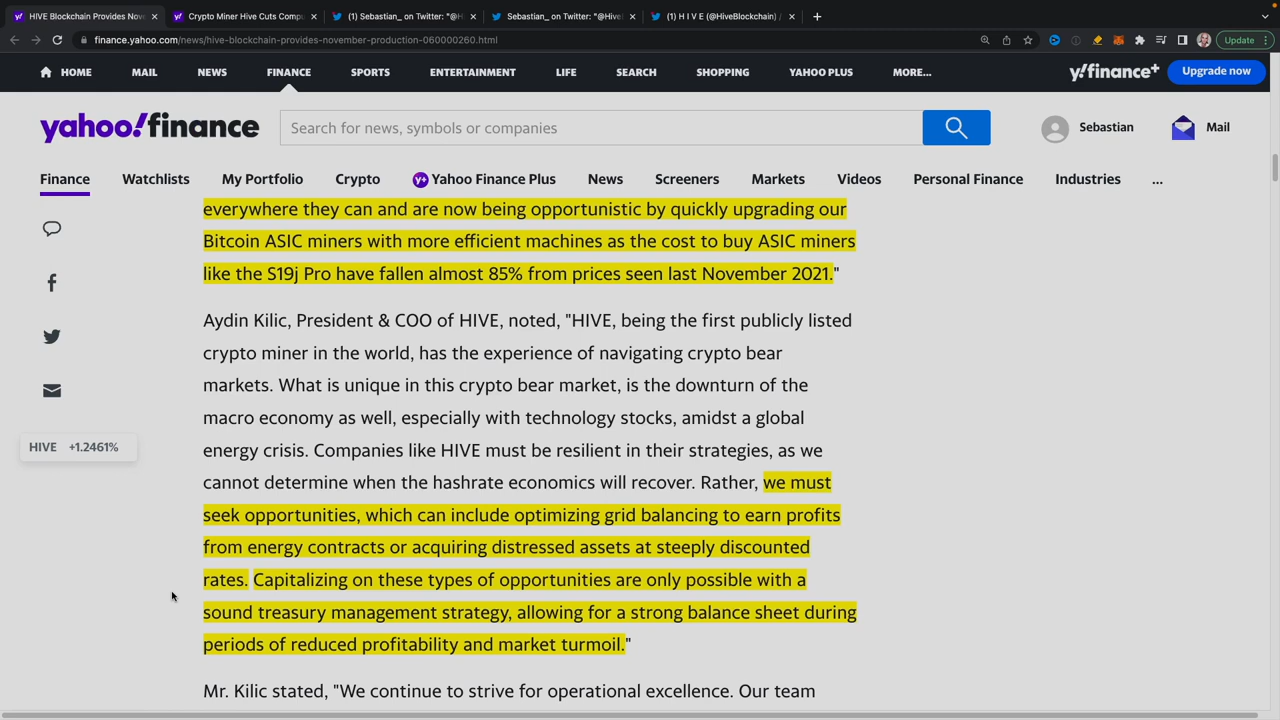 HIVE Blockchain Provides Nov
Crypto Miner Hive Cuts Compu
(1) Sebastian_ on Twitter: "@H
Sebastian_ on Twitter: "@Hive
(1) H I V E (@HiveBlockchain) /
finance.yahoo.com/news/hive-blockchain-provides-november-production-060000260.html
Update
HOME MAIL NEWS FINANCE SPORTS ENTERTAINMENT LIFE SEARCH SHOPPING YAHOO PLUS MORE...
y!finance+
Upgrade now
yahoo!finance
Search for news, symbols or companies
Sebastian
Mail
Finance Watchlists My Portfolio Crypto Y+ Yahoo Finance Plus News Screeners Markets Videos Personal Finance Industries ...
everywhere they can and are now being opportunistic by quickly upgrading our
Bitcoin ASIC miners with more efficient machines as the cost to buy ASIC miners
like the S19j Pro have fallen almost 85% from prices seen last November 2021."
Aydin Kilic, President & COO of HIVE, noted, "HIVE, being the first publicly listed
crypto miner in the world, has the experience of navigating crypto bear
markets. What is unique in this crypto bear market, is the downturn of the
macro economy as well, especially with technology stocks, amidst a global
energy crisis. Companies like HIVE must be resilient in their strategies, as we
cannot determine when the hashrate economics will recover. Rather, we must
seek opportunities, which can include optimizing grid balancing to earn profits
from energy contracts or acquiring distressed assets at steeply discounted
rates. Capitalizing on these types of opportunities are only possible with a
sound treasury management strategy, allowing for a strong balance sheet during
periods of reduced profitability and market turmoil."
Mr. Kilic stated, "We continue to strive for operational excellence. Our team
HIVE +1.2461%